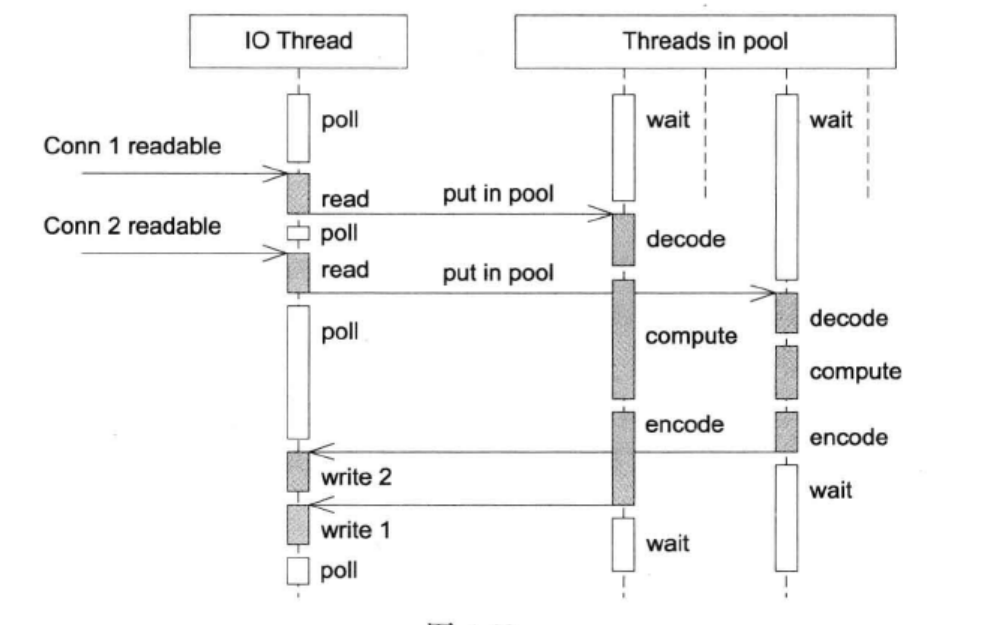 IO Thread
Threads in pool
poll
wait
wait
Conn 1 readable
read
put in pool
Conn 2 readable
poll
decode
read
put in pool
decode
poll
compute
compute
encode
encode
write 2
wait
write 1
wait
poll